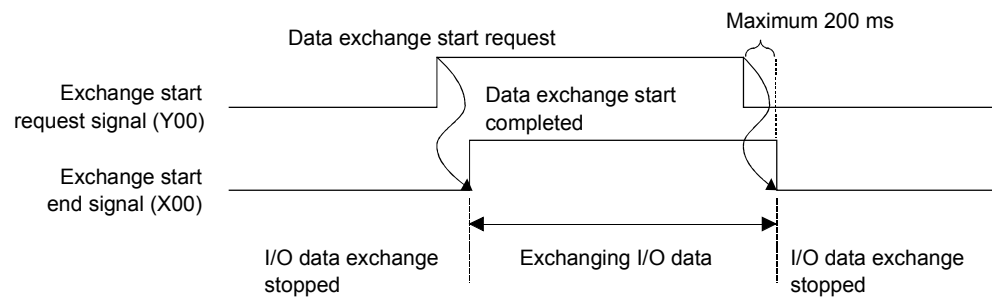 Maximum 200 ms
Data exchange start request
Exchange start
request signal (Y00)
Data exchange start
completed
Exchange start
end signal (X00)
I/O data exchange
stopped
Exchanging I/O data
I/O data exchange
stopped